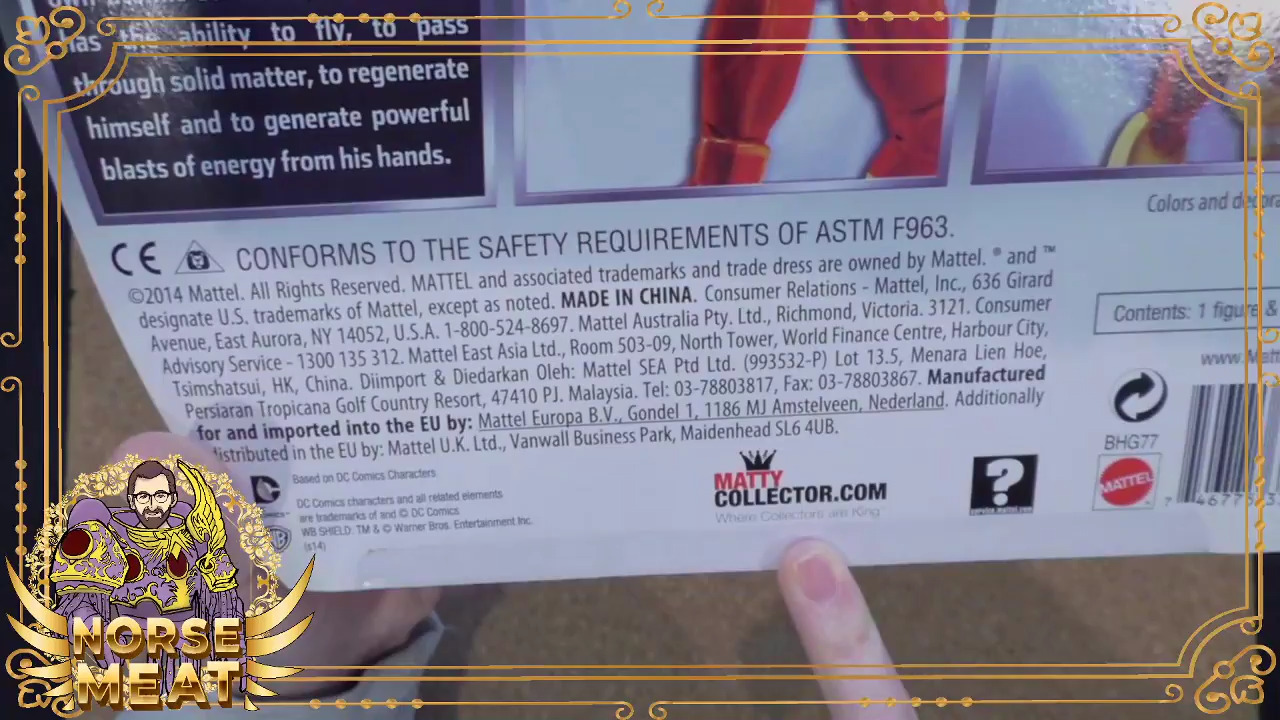 has the ability to fly, to pass
through solid matter, to regenerate
himself and to generate powerful
blasts of energy from his hands.
Colors and
CE CONFORMS TO THE SAFETY REQUIREMENTS OF ASTM F963.
©2014 Mattel. All Rights Reserved. MATTEL and associated trademarks and trade dress are owned by Mattel. ® and ™
designate U.S. trademarks of Mattel, except as noted. MADE IN CHINA. Consumer Relations - Mattel, Inc., 636 Girard
Avenue, East Aurora, NY 14052, U.S.A. 1-800-524-8697. Mattel Australia Pty. Ltd., Richmond, Victoria. 3121. Consumer
Advisory Service - 1300 135 312. Mattel East Asia Ltd., Room 503-09, North Tower, World Finance Centre, Harbour City,
Tsimshatsui, HK, China. Diimport & Diedarkan Oleh: Mattel SEA Ptd Ltd. (993532-P) Lot 13.5, Menara Lien Hoe,
Persiaran Tropicana Golf Country Resort, 47410 PJ. Malaysia. Tel: 03-78803817, Fax: 03-78803867. Manufactured
for and imported into the EU by: Mattel Europa B.V., Gondel 1, 1186 MJ Amstelveen, Nederland. Additionally
distributed in the EU by: Mattel U.K. Ltd., Vanwall Business Park, Maidenhead SL6 4UB.
Contents: 1 figure &
www.
BHG77
MATTEL
Based on DC Comics Characters
DC Comics characters and all related elements
are trademarks of and © DC Comics
WB SHIELD: TM & © Warner Bros. Entertainment Inc.
(s14)
MATTY
COLLECTOR.COM
Where Collectors are King™
?
NORSE
MEAT